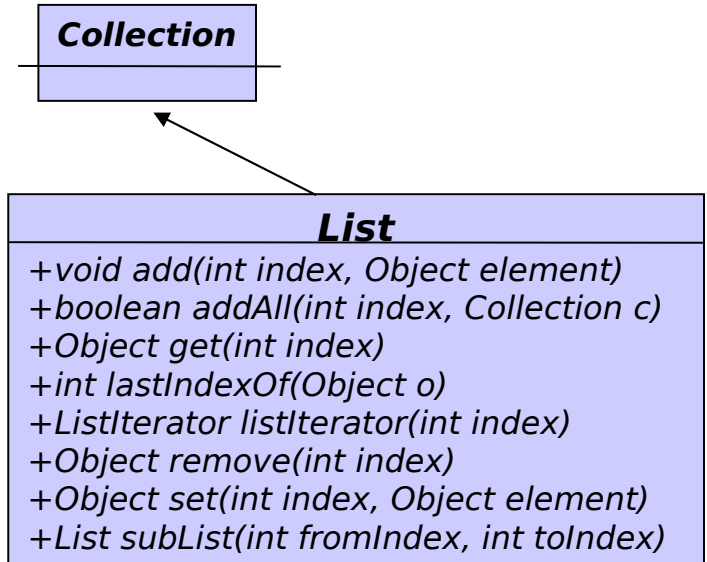 Collection
List
+void add(int index, Object element)
+boolean addAll(int index, Collection c)
+Object get(int index)
+int lastIndexOf(Object o)
+ListIterator listIterator(int index)
+Object remove(int index)
+Object set(int index, Object element)
+List subList(int fromIndex, int toIndex)